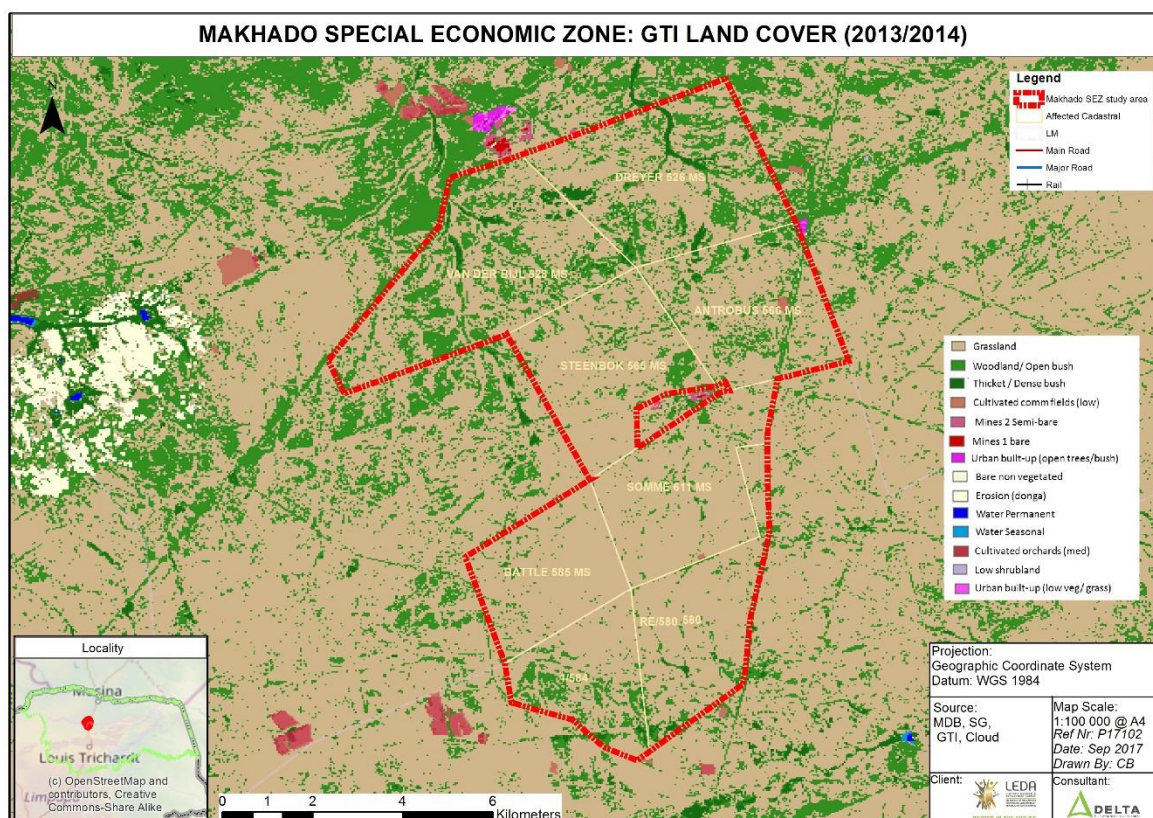 MAKHADO SPECIAL ECONOMIC ZONE: GTI LAND COVER (2013/2014)
N
Legend
Makhado SEZ study area
Affected Cadastral
LM
Main Road
Major Road
Rail
DREYER 526 MS
VAN DER BIJL 528 MS
ANTROBUS 566 MS
STEENBOK 565 MS
SOMME 611 MS
BATTLE 585 MS
RE/580 580
1/584
Grassland
Woodland/ Open bush
Thicket / Dense bush
Cultivated comm fields (low)
Mines 2 Semi-bare
Mines 1 bare
Urban built-up (open trees/bush)
Bare non vegetated
Erosion (donga)
Water Permanent
Water Seasonal
Cultivated orchards (med)
Low shrubland
Urban built-up (low veg/ grass)
Locality
Musina
Louis Trichardt
Limpopo
(c) OpenStreetMap and
contributors, Creative
Commons-Share Alike
0 1 2 4 6
Kilometers
Projection:
Geographic Coordinate System
Datum: WGS 1984
Source:
MDB, SG,
GTI, Cloud
Map Scale:
1:100 000 @ A4
Ref Nr: P17102
Date: Sep 2017
Drawn By: CB
Client:
LEDA
Consultant:
DELTA